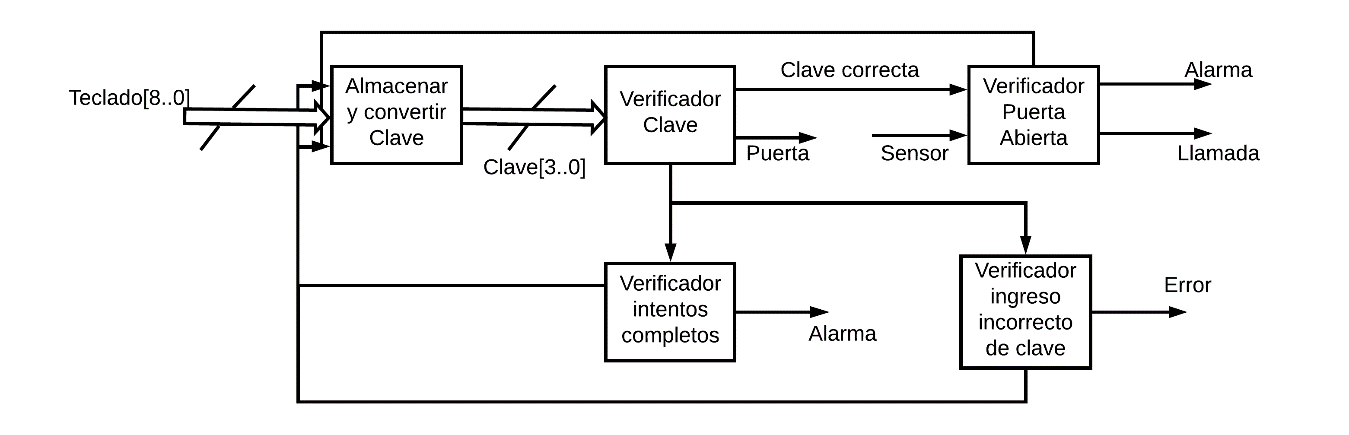 Teclado[8..0]
Almacenar
y convertir
Clave
Clave[3..0]
Verificador
Clave
Clave correcta
Puerta
Sensor
Verificador
Puerta
Abierta
Alarma
Llamada
Verificador
intentos
completos
Alarma
Verificador
ingreso
incorrecto
de clave
Error